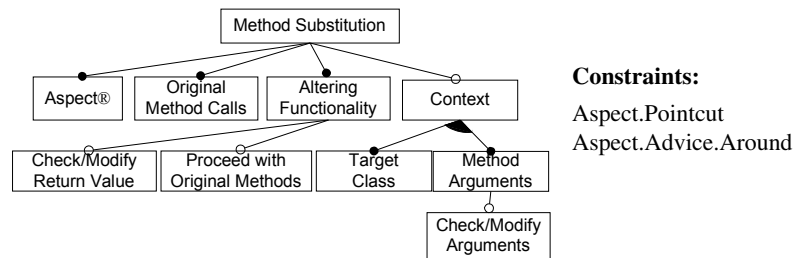 Method Substitution
Aspect®
Original
Method Calls
Altering
Functionality
Context
Constraints:
Aspect.Pointcut
Aspect.Advice.Around
Check/Modify
Return Value
Proceed with
Original Methods
Target
Class
Method
Arguments
Check/Modify
Arguments